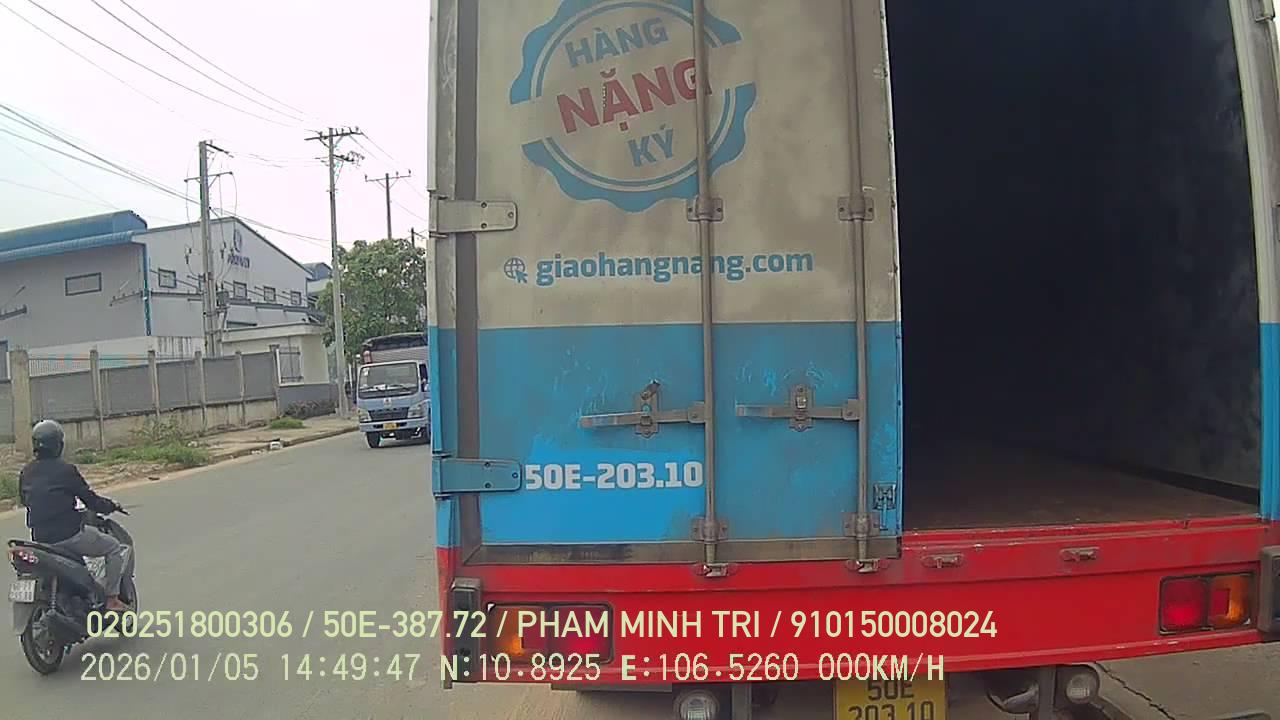 HÀNG
NẶNG
KÝ
giaohangnang.com
50E-203.10
020251800306 / 50E-387.72 / PHAM MINH TRI / 910150008024
2026/01/05 14:49:47 N:10.8925 E:106.5260 000KM/H
50E
203.10